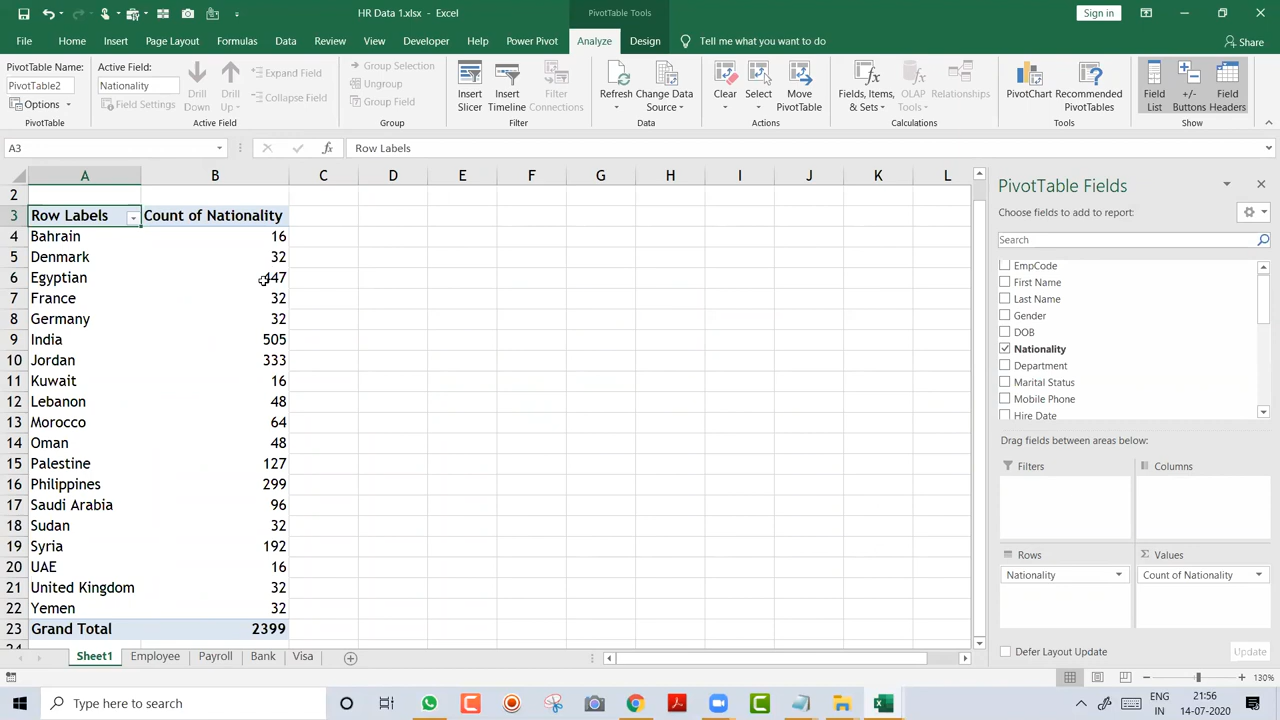 HR Data 1.xlsx - Excel
PivotTable Tools
Sign in
File Home Insert Page Layout Formulas Data Review View Developer Help Power Pivot Analyze Design Tell me what you want to do Share
PivotTable Name:
PivotTable2
Options
PivotTable
Active Field:
Nationality
Field Settings
Drill Down
Drill Up
Expand Field
Collapse Field
Active Field
Group Selection
Ungroup
Group Field
Group
Insert Slicer
Insert Timeline
Filter Connections
Filter
Refresh
Change Data Source
Data
Clear
Select
Move PivotTable
Actions
Fields, Items, & Sets
OLAP Tools
Relationships
Calculations
PivotChart
Recommended PivotTables
Tools
Field List
+/- Buttons
Field Headers
Show
A3
fx
Row Labels
A B C D E F G H I J K L
2
3 Row Labels Count of Nationality
4 Bahrain 16
5 Denmark 32
6 Egyptian 447
7 France 32
8 Germany 32
9 India 505
10 Jordan 333
11 Kuwait 16
12 Lebanon 48
13 Morocco 64
14 Oman 48
15 Palestine 127
16 Philippines 299
17 Saudi Arabia 96
18 Sudan 32
19 Syria 192
20 UAE 16
21 United Kingdom 32
22 Yemen 32
23 Grand Total 2399
PivotTable Fields
Choose fields to add to report:
Search
EmpCode
First Name
Last Name
Gender
DOB
Nationality
Department
Marital Status
Mobile Phone
Hire Date
Drag fields between areas below:
Filters
Columns
Rows
Nationality
Values
Count of Nationality
Defer Layout Update
Update
Sheet1 Employee Payroll Bank Visa
130%
Type here to search
ENG
IN
21:56
14-07-2020